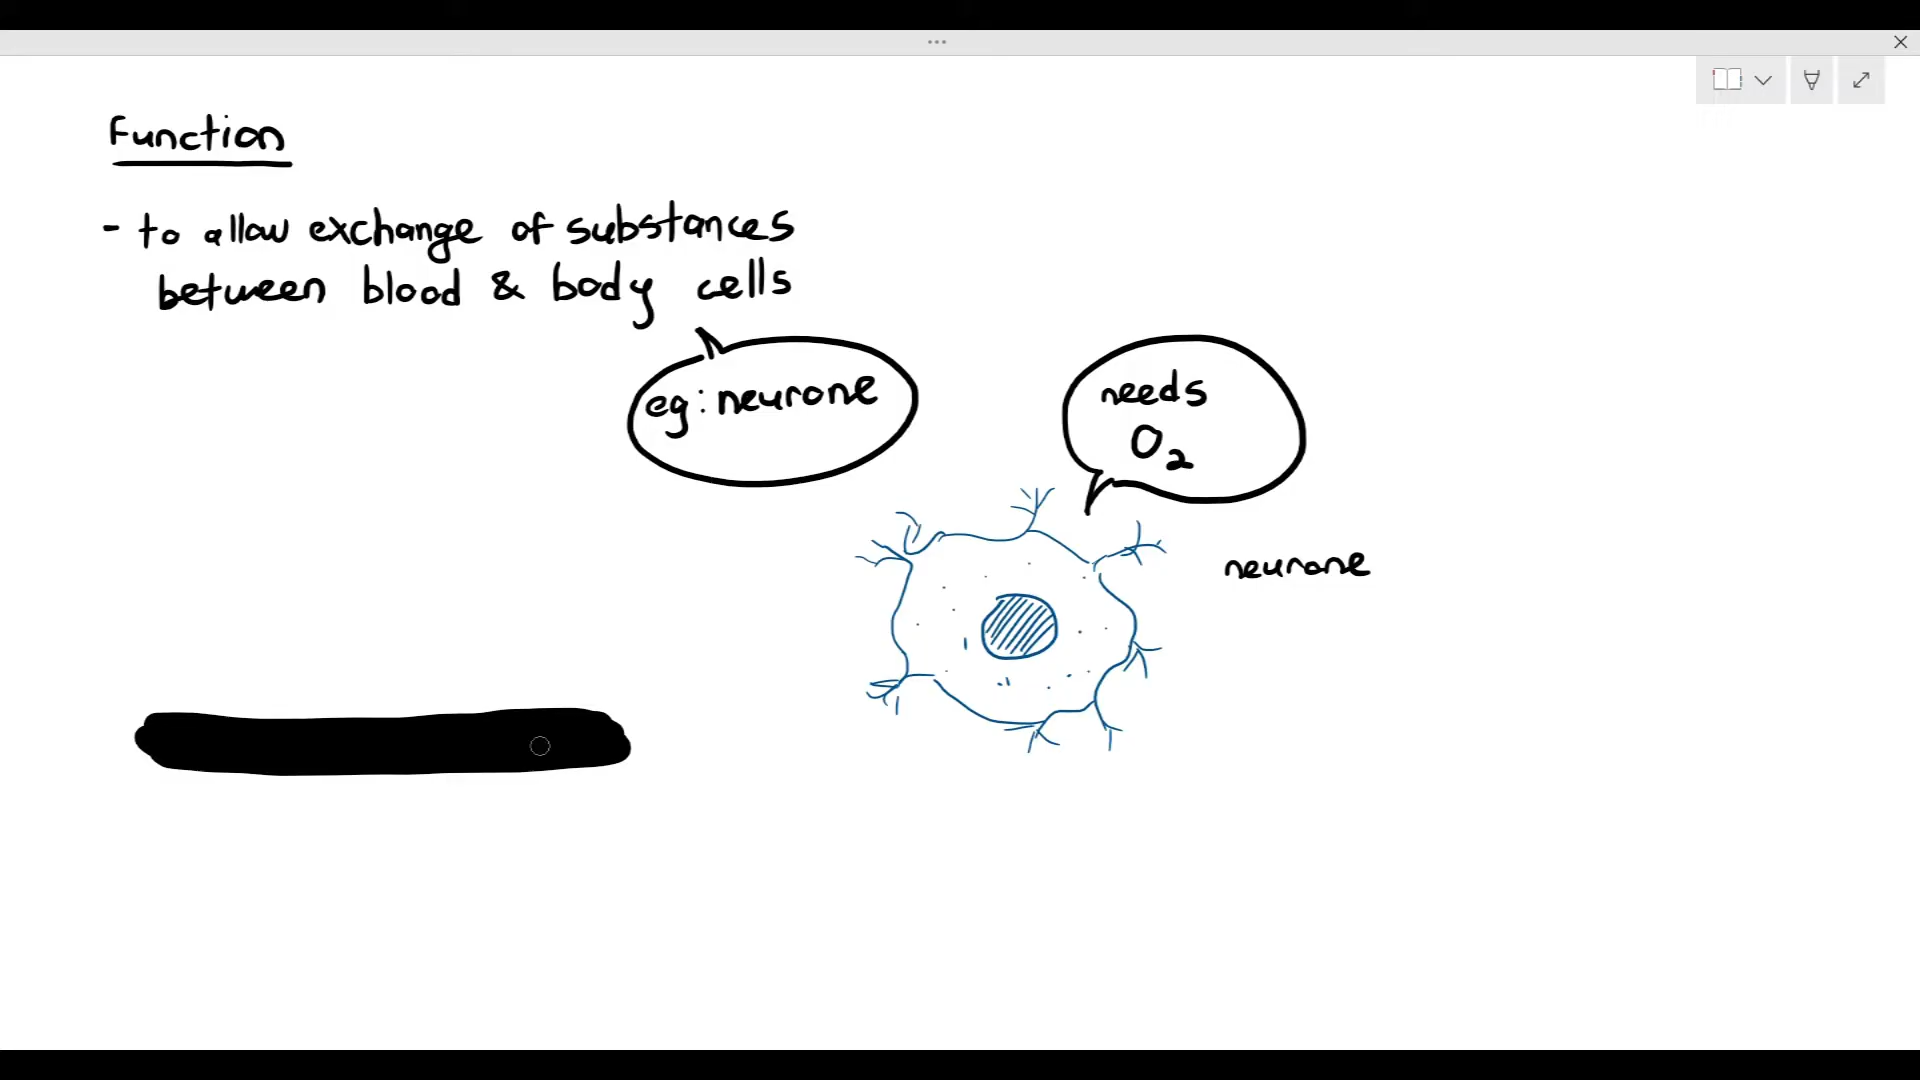 Function
- to allow exchange of substances
between blood & body cells
eg: neurone
needs
O₂
neurone